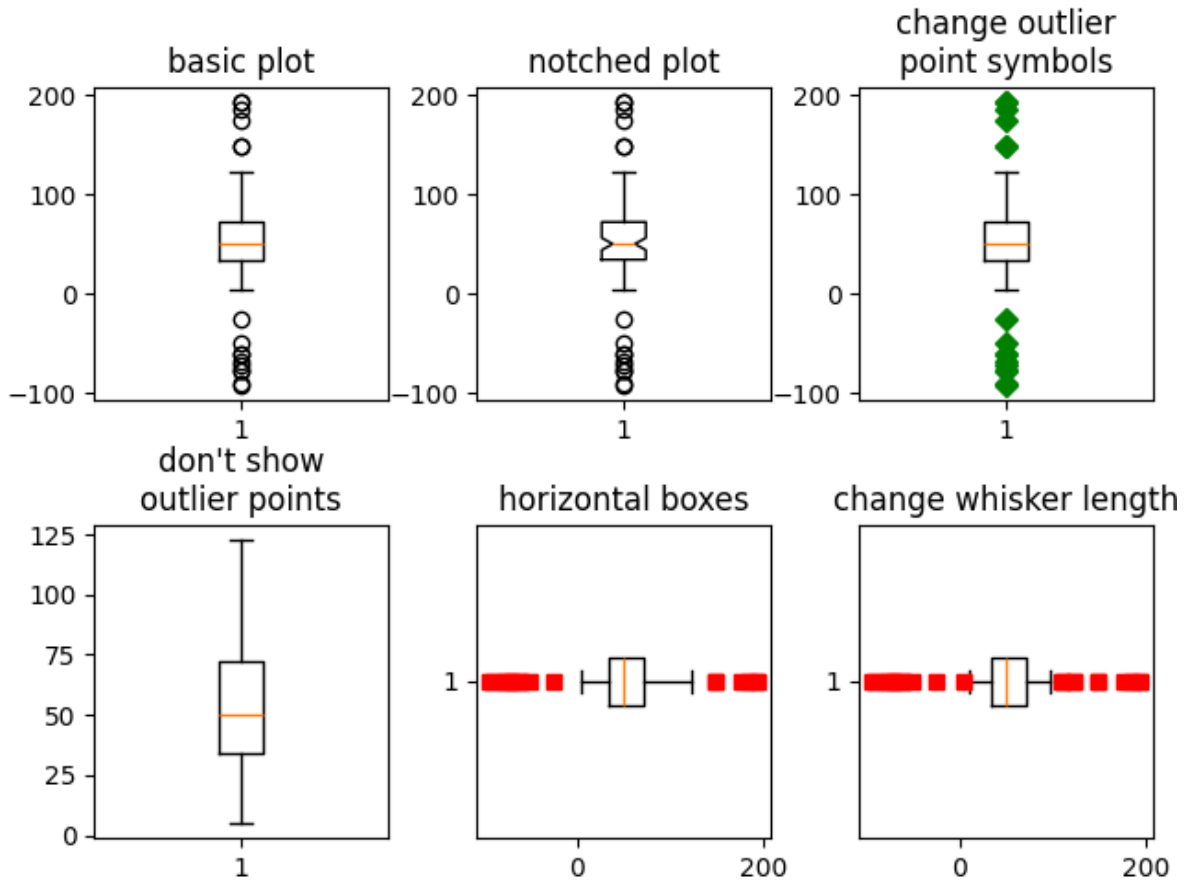 change outlier
basic plot notched plot point symbols
200 200 200
100 100 100
0 0 0
−100 −100 −100
1 1 1
don't show
outlier points horizontal boxes change whisker length
125
100
75
50
25
0
1 1
1 0 200 0 200